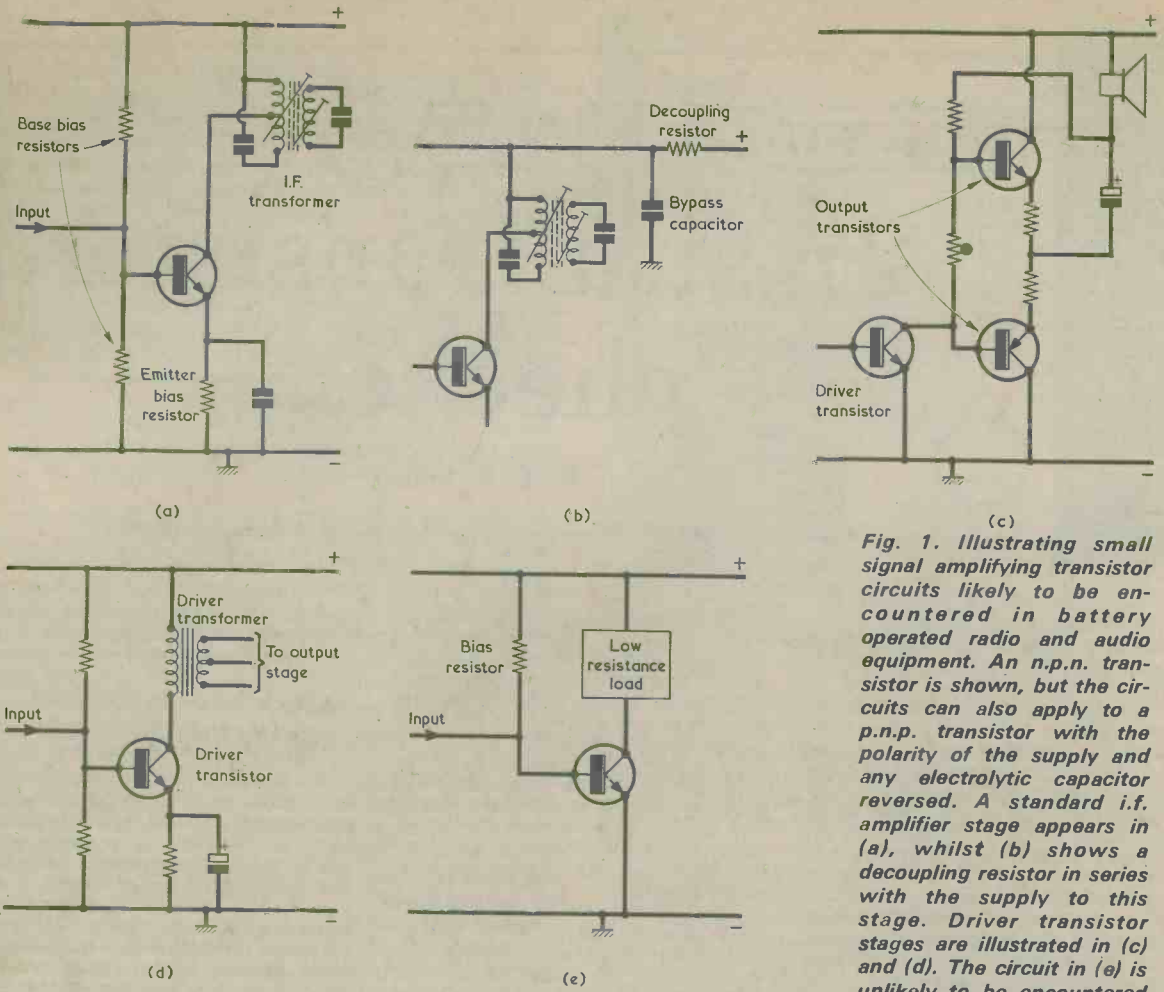 +
Base bias
resistors
I.F.
transformer
Input
Emitter
bias
resistor
-
(a)
Decoupling
resistor
+
Bypass
capacitor
(b)
+
Output
transistors
Driver
transistor
+
-
(c)
+
Driver
transformer
To output
stage
Input
Driver
transistor
+
-
(d)
+
Bias
resistor
Low
resistance
load
Input
-
(e)
Fig. 1. Illustrating small
signal amplifying transistor
circuits likely to be en-
countered in battery
operated radio and audio
equipment. An n.p.n. tran-
sistor is shown, but the cir-
cuits can also apply to a
p.n.p. transistor with the
polarity of the supply and
any electrolytic capacitor
reversed. A standard i.f.
amplifier stage appears in
(a), whilst (b) shows a
decoupling resistor in series
with the supply to this
stage. Driver transistor
stages are illustrated in (c)
and (d). The circuit in (e) is
unlikely to be encountered